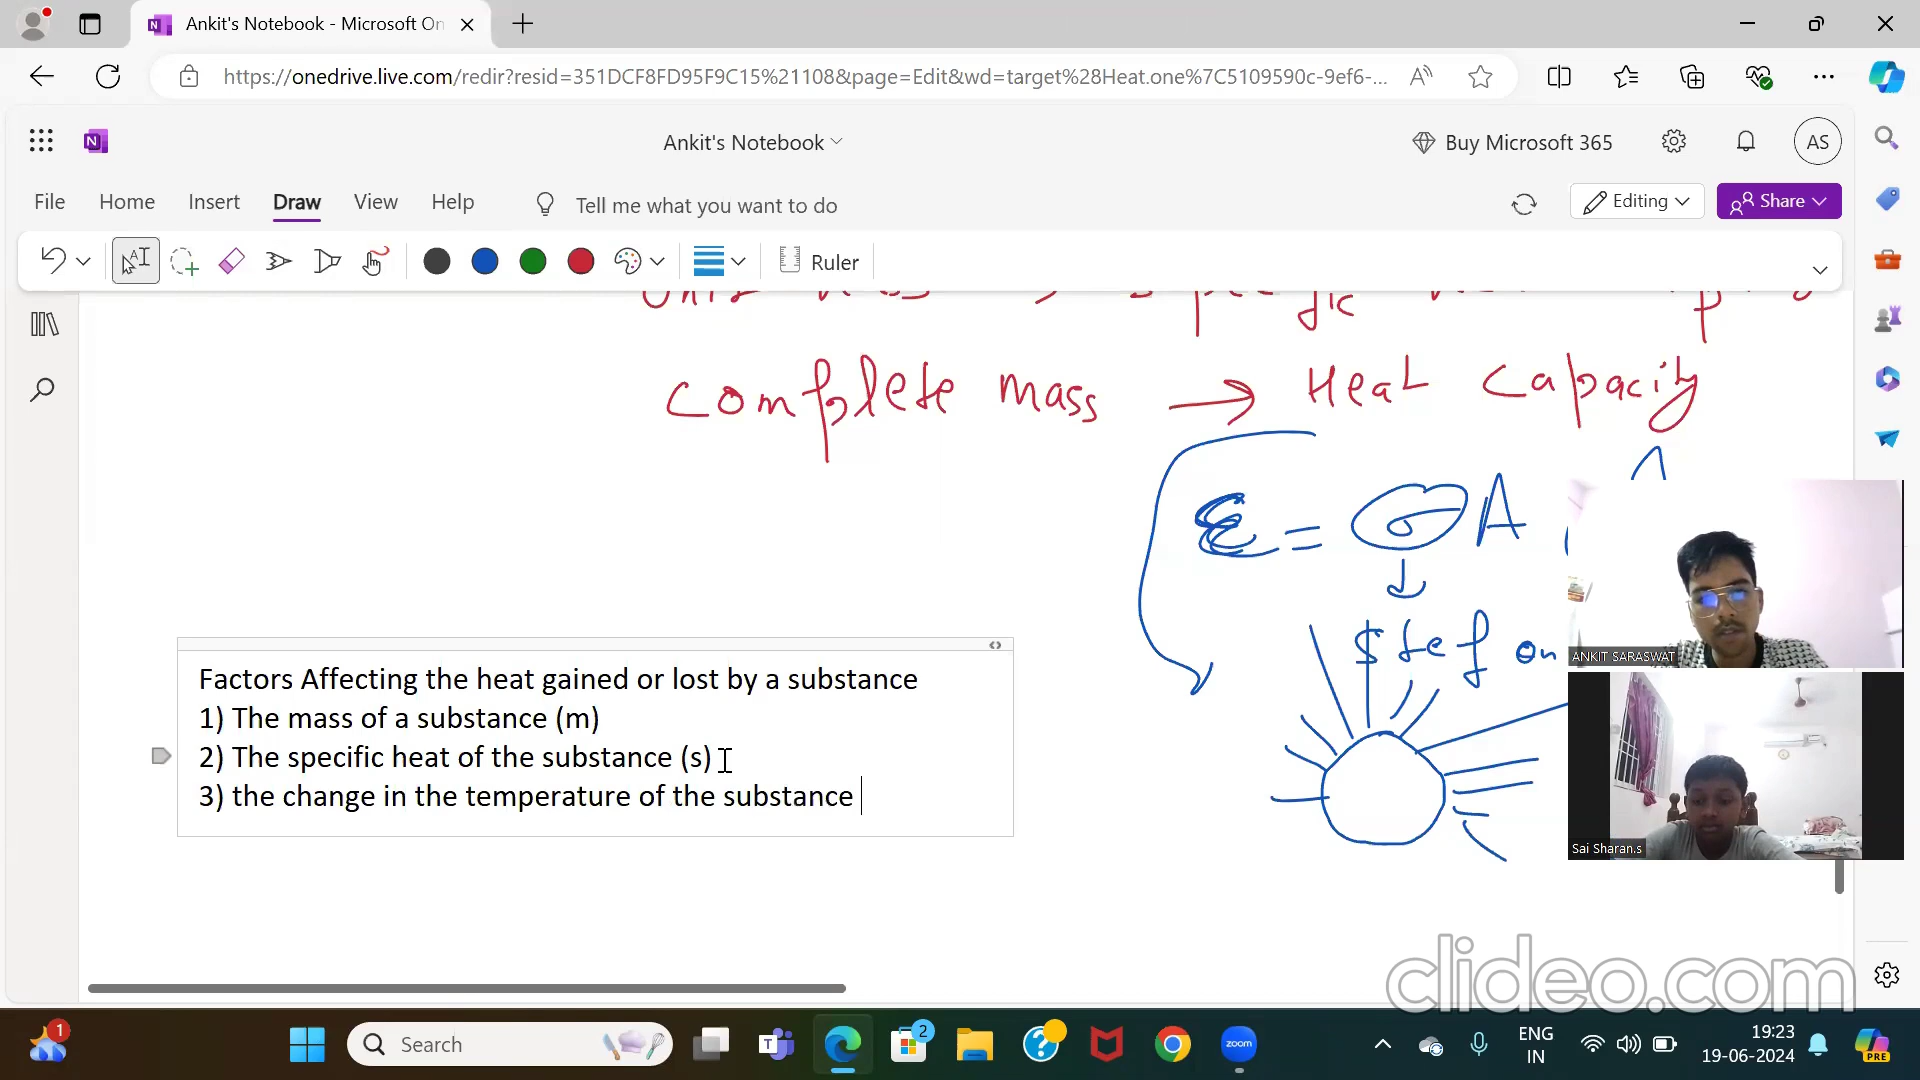 Ankit's Notebook - Microsoft On
https://onedrive.live.com/redir?resid=351DCF8FD95F9C15%21108&page=Edit&wd=target%28Heat.one%7C5109590c-9ef6-...
Ankit's Notebook
Buy Microsoft 365
AS
File Home Insert Draw View Help Tell me what you want to do
Editing
Share
Ruler
complete mass → Heat capacity
= σ A
Stef on
ANKIT SARASWAT
Factors Affecting the heat gained or lost by a substance
1) The mass of a substance (m)
2) The specific heat of the substance (s)
3) the change in the temperature of the substance
Sai Sharan.s
clideo.com
1
Search
2
zoom
ENG
IN
19:23
19-06-2024
PRE